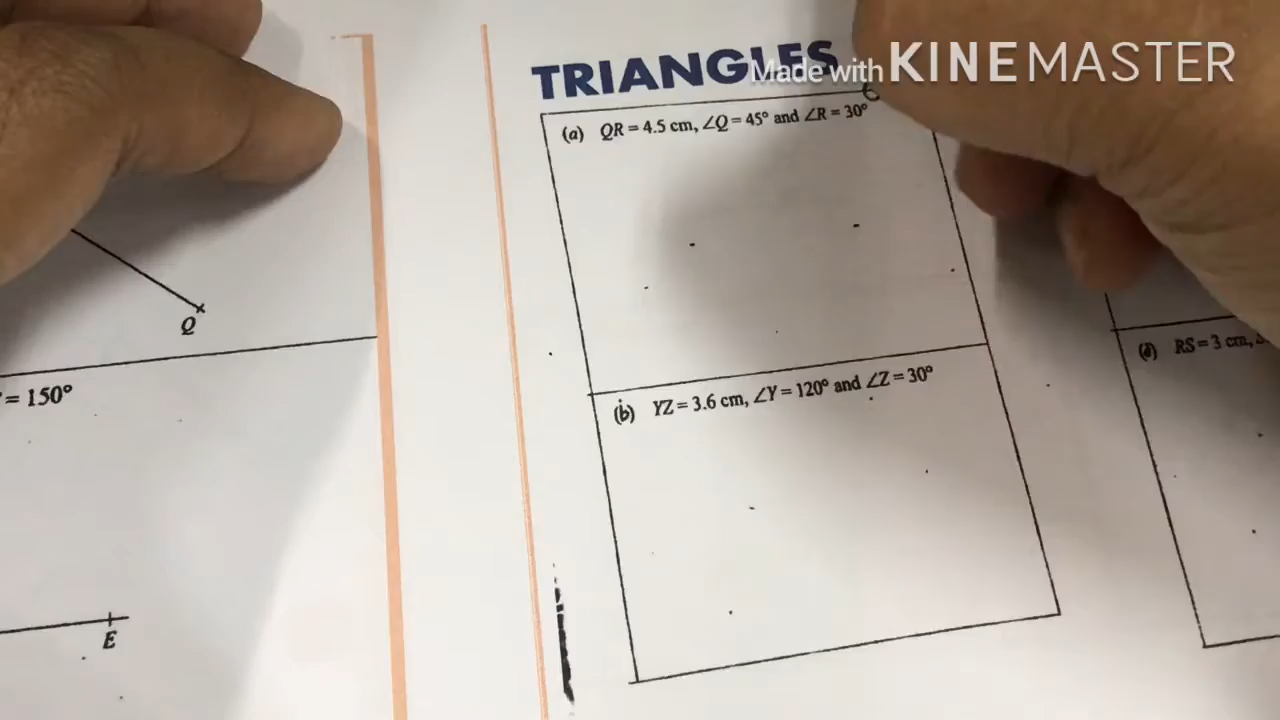 Made with KINEMASTER
TRIANGLES
(a) QR = 4.5 cm, ∠Q = 45° and ∠R = 30°
Q
= 150°
E
(b) YZ = 3.6 cm, ∠Y = 120° and ∠Z = 30°
(d) RS = 3 cm,